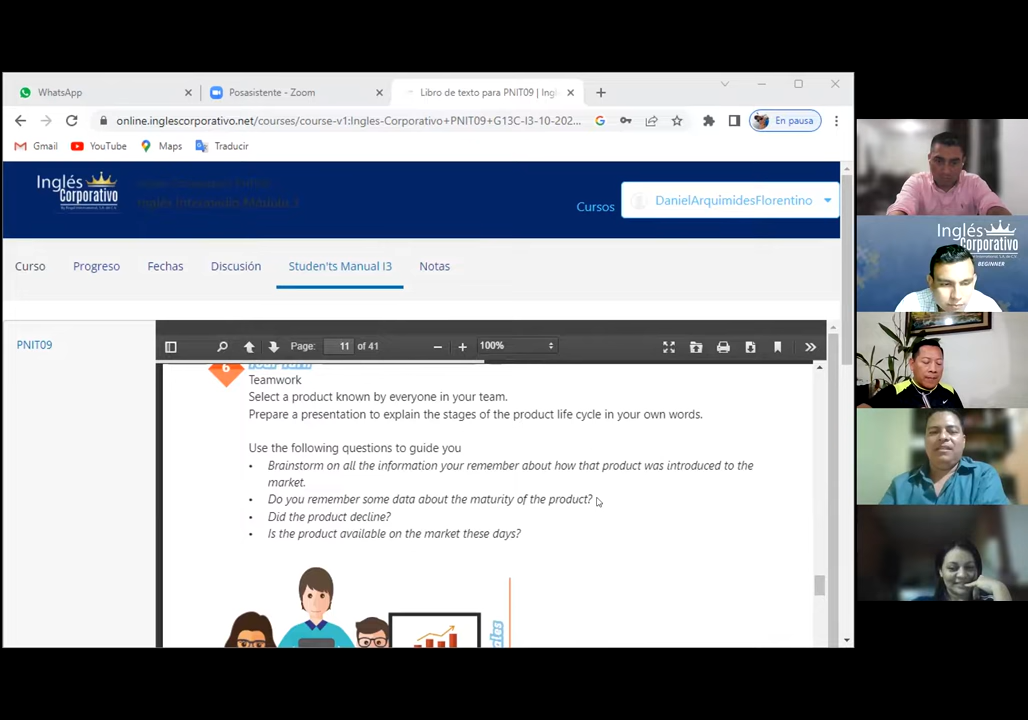 WhatsApp
Posasistente - Zoom
Libro de texto para PNIT09 | Ingl
online.inglescorporativo.net/courses/course-v1:Ingles-Corporativo+PNIT09+G13C-I3-10-202...
En pausa
Gmail
YouTube
Maps
Traducir
Inglés
Corporativo
Cursos
DanielArquimidesFlorentino
Curso
Progreso
Fechas
Discusión
Studen'ts Manual I3
Notas
PNIT09
Page: 11 of 41
100%
6
Teamwork
Select a product known by everyone in your team.
Prepare a presentation to explain the stages of the product life cycle in your own words.
Use the following questions to guide you
• Brainstorm on all the information your remember about how that product was introduced to the
market.
• Do you remember some data about the maturity of the product?
• Did the product decline?
• Is the product available on the market these days?
ales
Inglés
Corporativo
BEGINNER